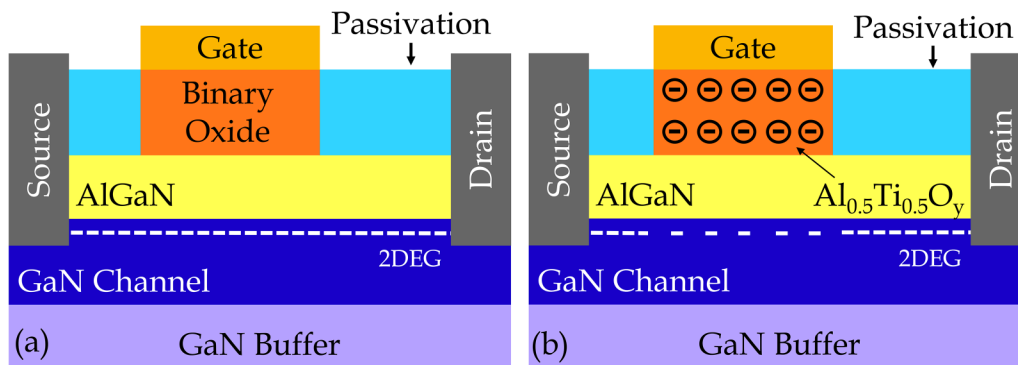 Passivation
Gate
Binary
Oxide
Source
Drain
AlGaN
2DEG
GaN Channel
(a)
GaN Buffer
Passivation
Gate
Source
Drain
AlGaN
Al₀.₅Ti₀.₅Oᵧ
2DEG
GaN Channel
(b)
GaN Buffer